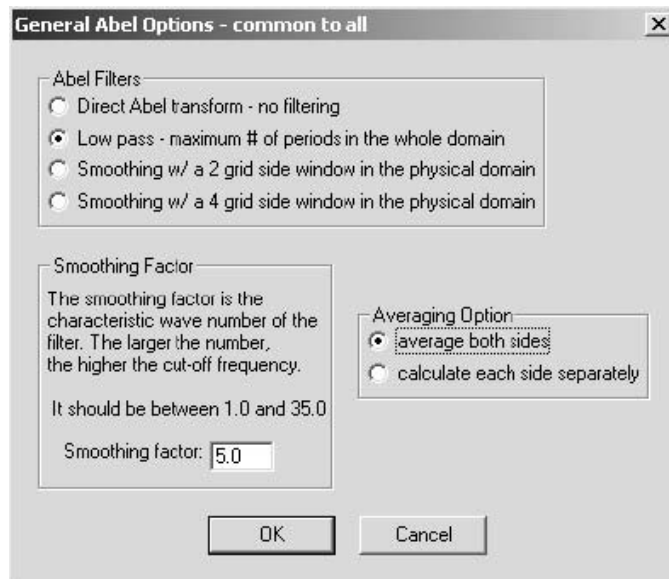 General Abel Options - common to all
Abel Filters
Direct Abel transform - no filtering
Low pass - maximum # of periods in the whole domain
Smoothing w/ a 2 grid side window in the physical domain
Smoothing w/ a 4 grid side window in the physical domain
Smoothing Factor
The smoothing factor is the
characteristic wave number of the
filter. The larger the number,
the higher the cut-off frequency.
It should be between 1.0 and 35.0
Smoothing factor: 5.0
Averaging Option
average both sides
calculate each side separately
OK
Cancel